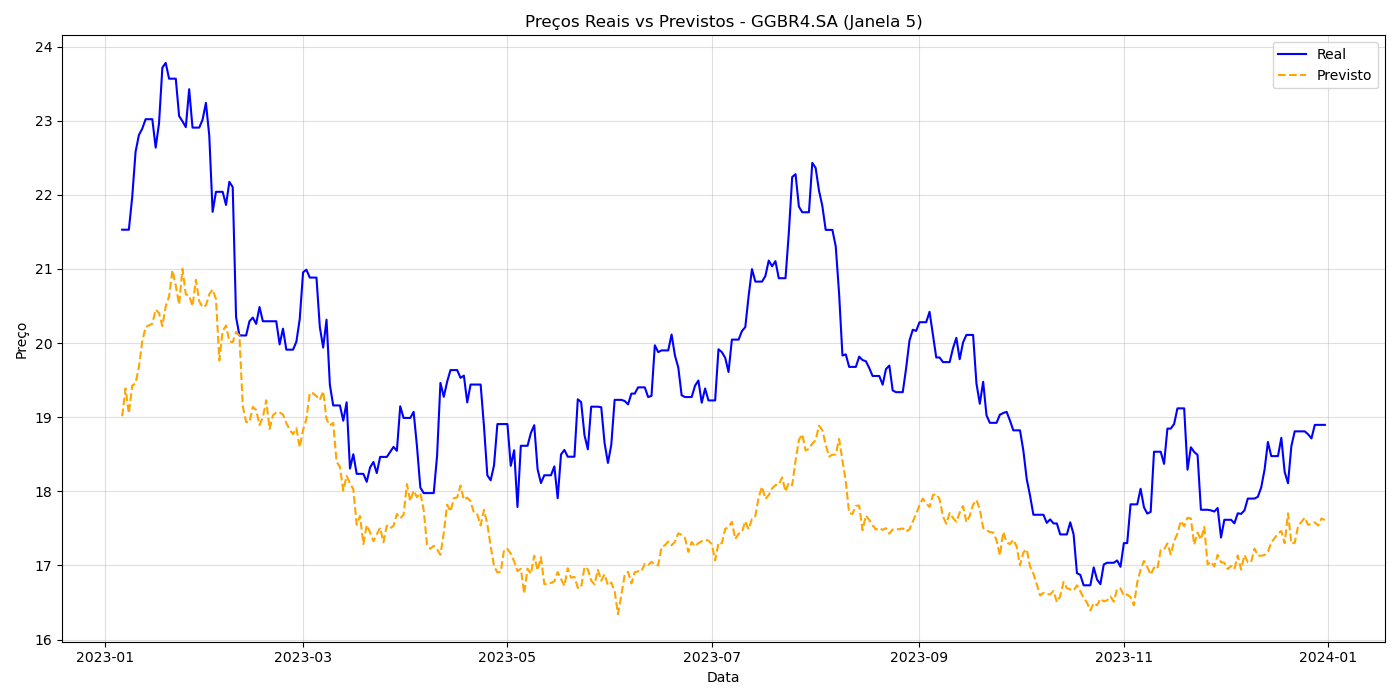 Preços Reais vs Previstos - GGBR4.SA (Janela 5)
Real
Previsto
Preço
24
23
22
21
20
19
18
17
16
2023-01 2023-03 2023-05 2023-07 2023-09 2023-11 2024-01
Data